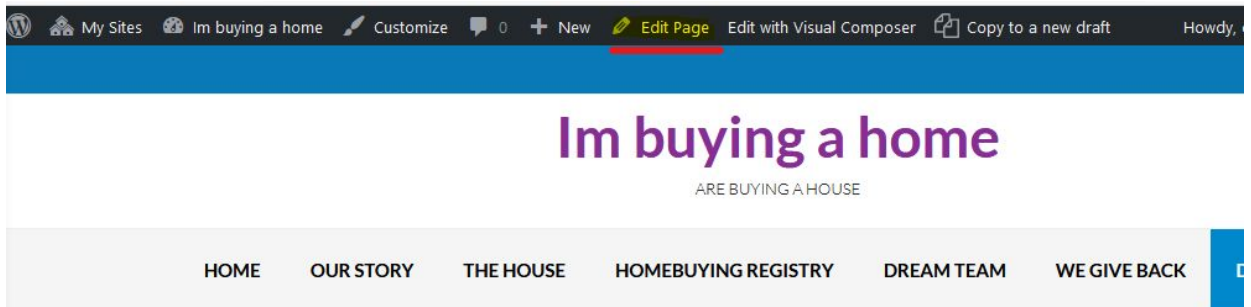 My Sites Im buying a home Customize 0 + New Edit Page Edit with Visual Composer Copy to a new draft Howdy,
Im buying a home
ARE BUYING A HOUSE
HOME OUR STORY THE HOUSE HOMEBUYING REGISTRY DREAM TEAM WE GIVE BACK